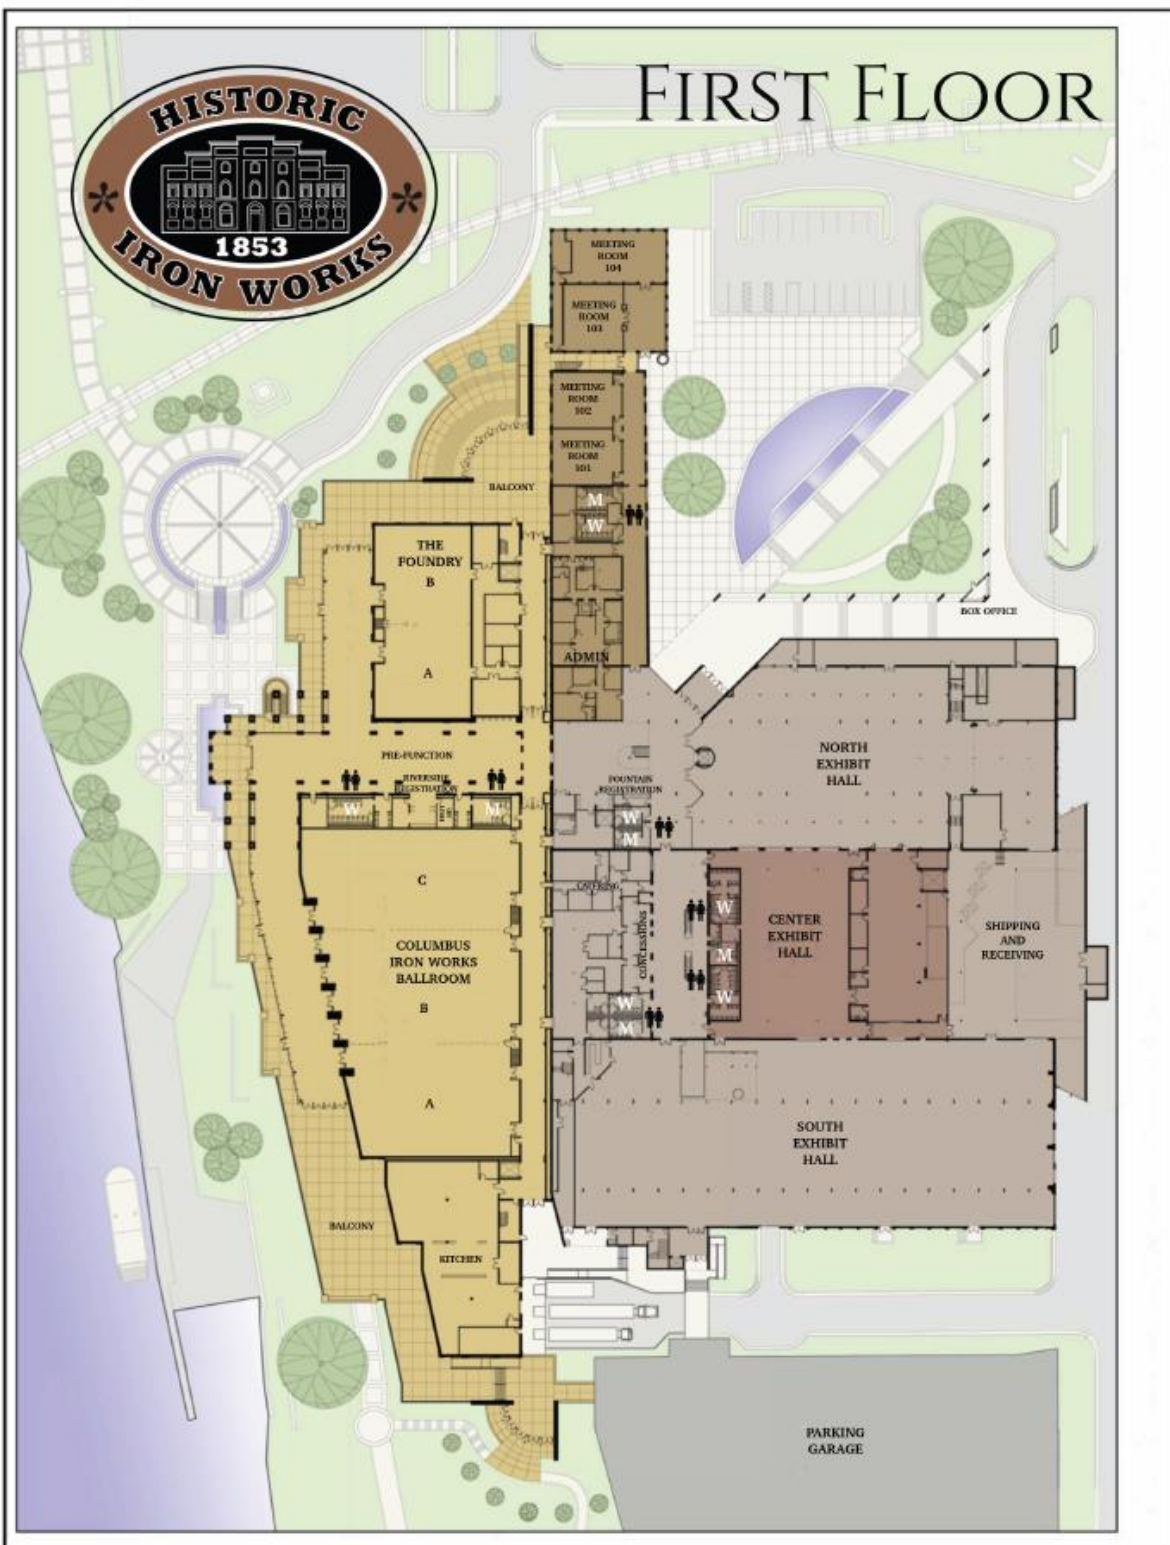 FIRST FLOOR
HISTORIC
1853
IRON WORKS
MEETING
ROOM
104
MEETING
ROOM
103
MEETING
ROOM
102
MEETING
ROOM
101
BALCONY
M
W
THE
FOUNDRY
B
A
ADMIN
BOX OFFICE
NORTH
EXHIBIT
HALL
PRE-FUNCTION
RIVERSIDE
REGISTRATION
W
M
FOUNTAIN
REGISTRATION
W
M
C
COLUMBUS
IRON WORKS
BALLROOM
B
A
CATERING
CONCESSIONS
W
M
W
M
W
CENTER
EXHIBIT
HALL
SHIPPING
AND
RECEIVING
SOUTH
EXHIBIT
HALL
BALCONY
KITCHEN
PARKING
GARAGE